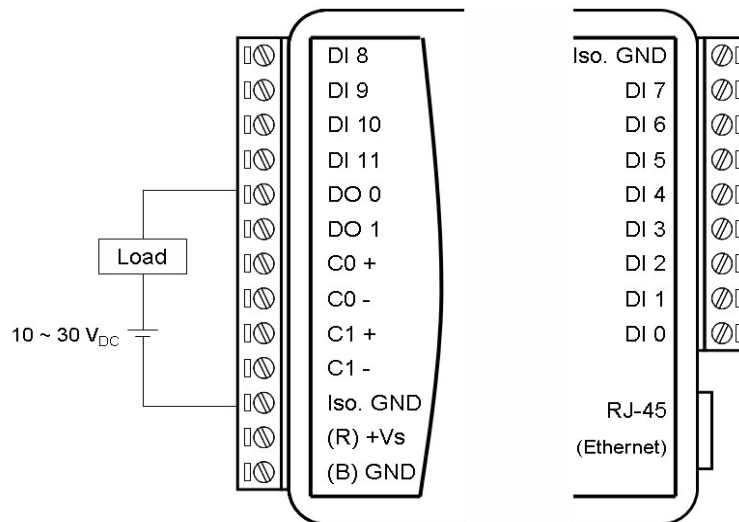 DI 8
DI 9
DI 10
DI 11
DO 0
DO 1
C0 +
C0 -
C1 +
C1 -
Iso. GND
(R) +Vs
(B) GND
Load
10 ~ 30 VDC
Iso. GND
DI 7
DI 6
DI 5
DI 4
DI 3
DI 2
DI 1
DI 0
RJ-45
(Ethernet)